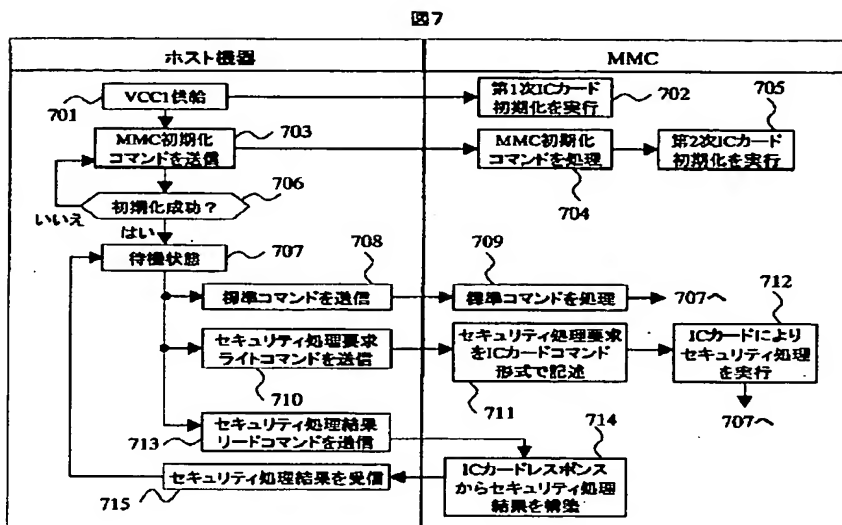 図7
ホスト機器
MMC
VCC1供給
701
第1次ICカード
初期化を実行
702
MMC初期化
コマンドを送信
703
MMC初期化
コマンドを処理
704
第2次ICカード
初期化を実行
705
初期化成功？
706
いいえ
はい
待機状態
707
標準コマンドを送信
708
標準コマンドを処理
709
707へ
セキュリティ処理要求
ライトコマンドを送信
710
セキュリティ処理要求
をICカードコマンド
形式で記述
711
ICカードにより
セキュリティ処理
を実行
712
707へ
セキュリティ処理結果
リードコマンドを送信
713
ICカードレスポンス
からセキュリティ処理
結果を構築
714
セキュリティ処理結果を受信
715